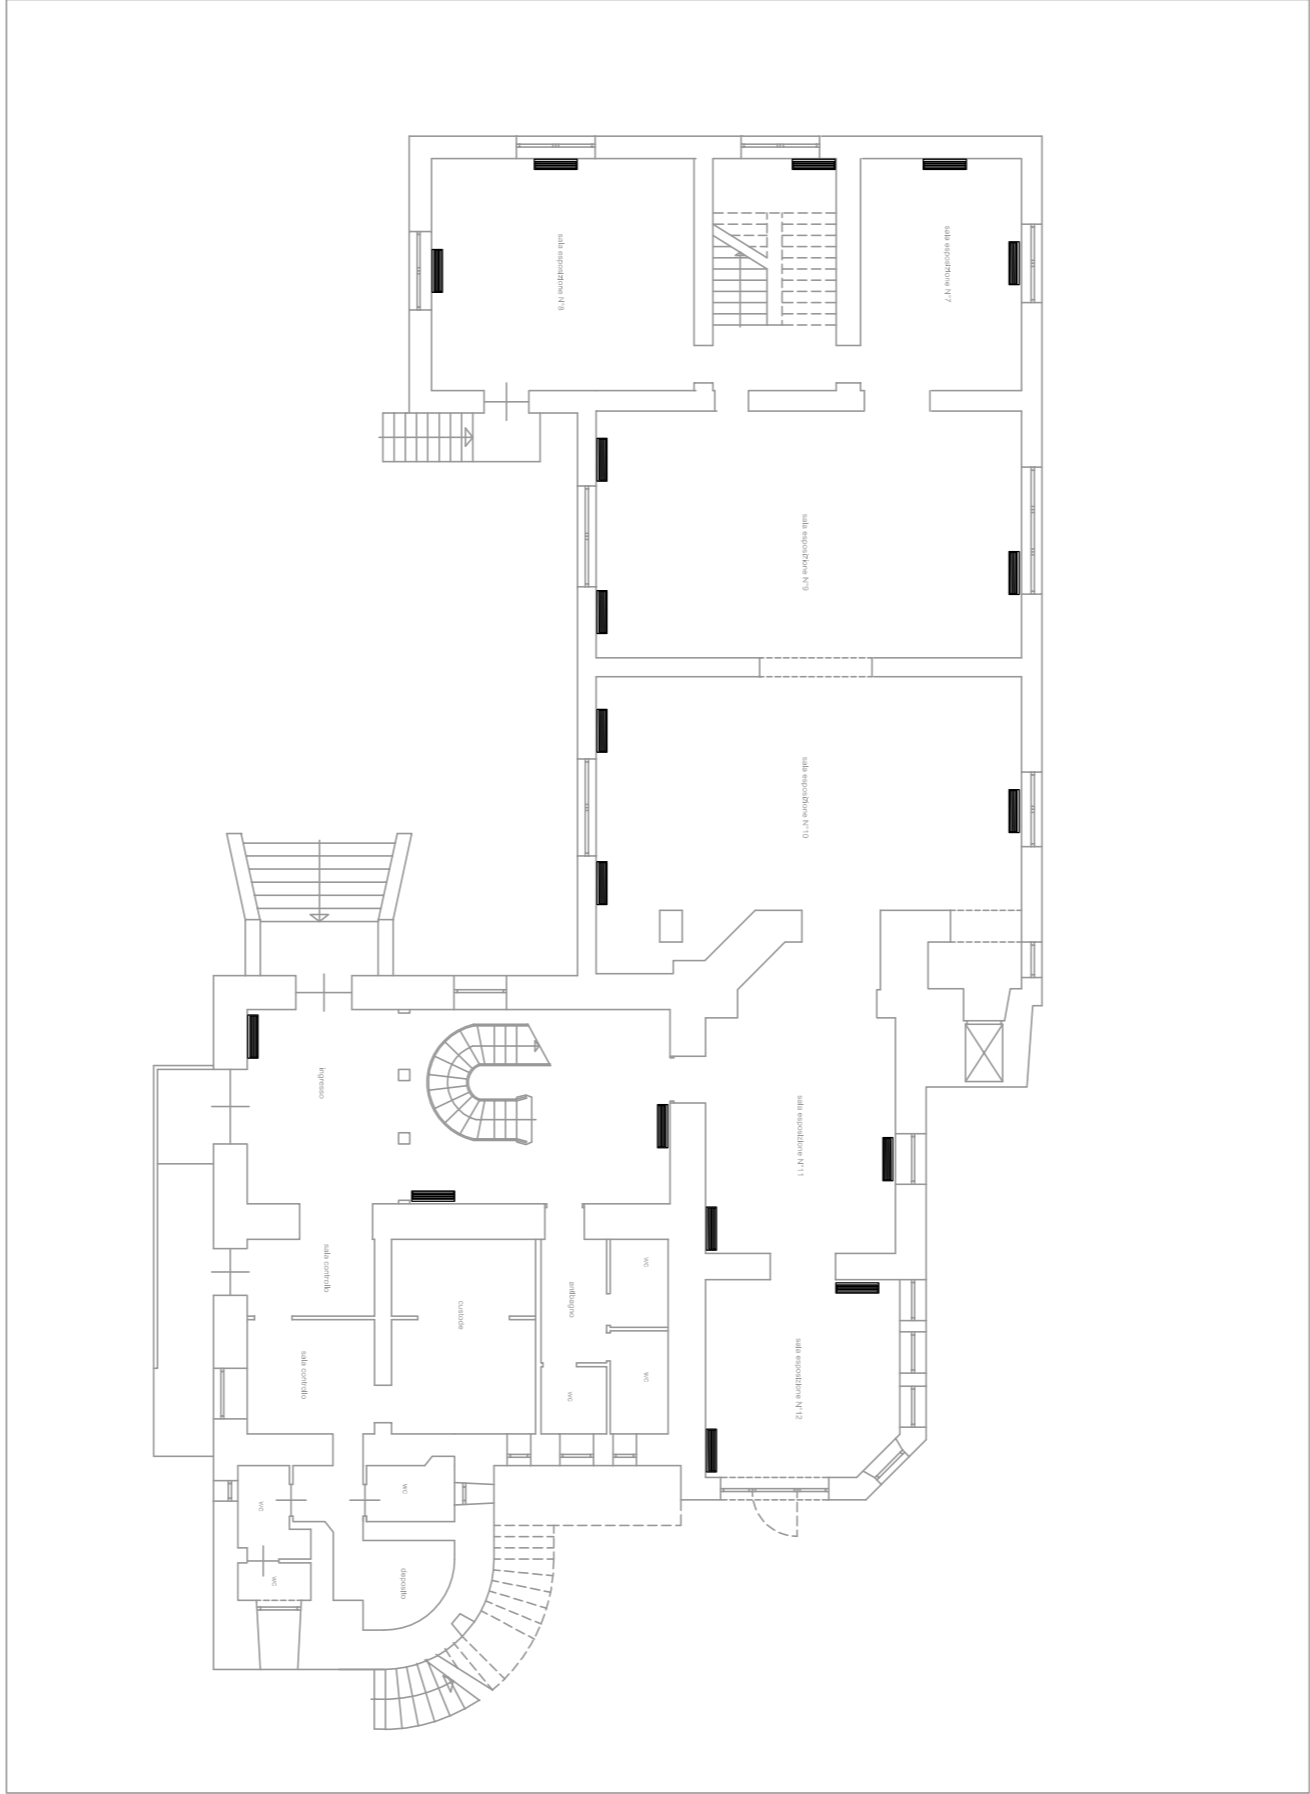 sala esposizione N°8
sala esposizione N°7
sala esposizione N°9
sala esposizione N°10
ingresso
sala esposizione N°11
sala controllo
custode
antibagno
WC
sala controllo
WC
WC
sala esposizione N°12
WC
WC
deposito
WC